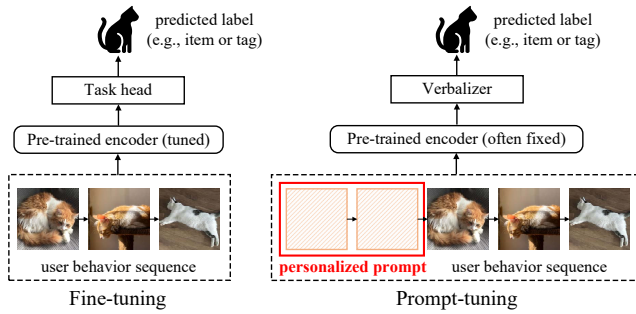 predicted label
(e.g., item or tag)
Task head
Pre-trained encoder (tuned)
user behavior sequence
Fine-tuning
predicted label
(e.g., item or tag)
Verbalizer
Pre-trained encoder (often fixed)
personalized prompt user behavior sequence
Prompt-tuning